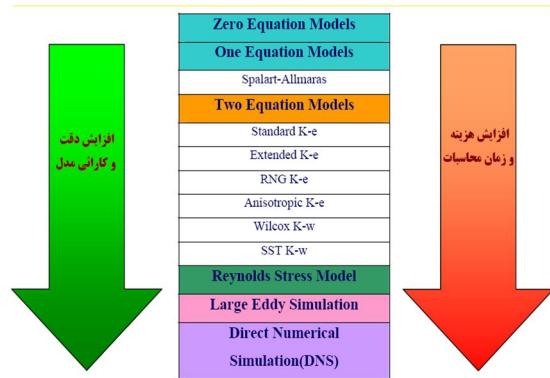 Zero Equation Models
One Equation Models
Spalart-Allmaras
Two Equation Models
Standard K-e
Extended K-e
RNG K-e
Anisotropic K-e
Wilcox K-w
SST K-w
Reynolds Stress Model
Large Eddy Simulation
Direct Numerical
Simulation(DNS)
افزایش دقت
و کارائی مدل
افزایش هزینه
و زمان محاسبات